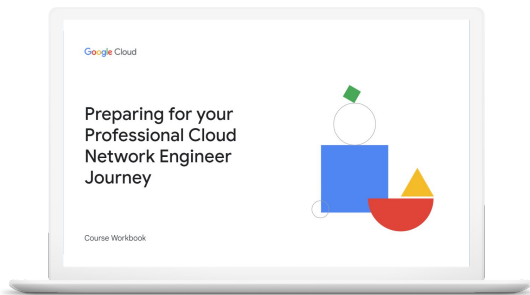 Google Cloud
Preparing for your
Professional Cloud
Network Engineer
Journey
Course Workbook